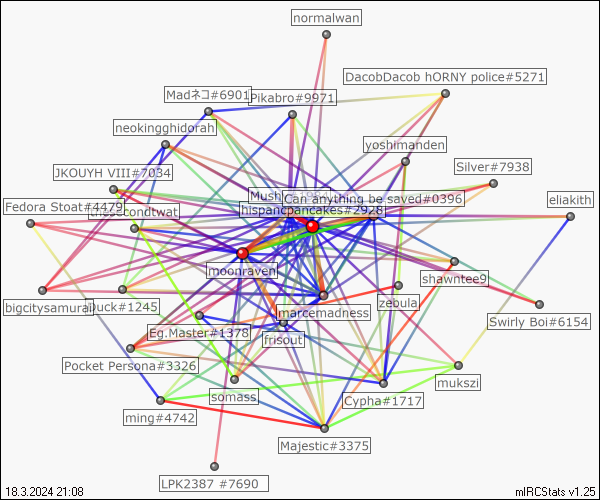 normalwan
DacobDacob hORNY police#5271
Madネコ#6901
Pikabro#9971
neokingghidorah
yoshimanden
Silver#7938
JKOUYH VIII#7034
Mush
Can anything be saved#0396
eliakith
Fedora Stoat#4479
hispancpancakes#2928
moonraven
shawntee9
bigcitysamurai
Duck#1245
marcemadness
zebula
Swirly Boi#6154
Eg.Master#1378
frisout
Pocket Persona#3326
mukszi
somass
Cypha#1717
ming#4742
Majestic#3375
LPK2387 #7690
18.3.2024 21:08
mIRCStats v1.25